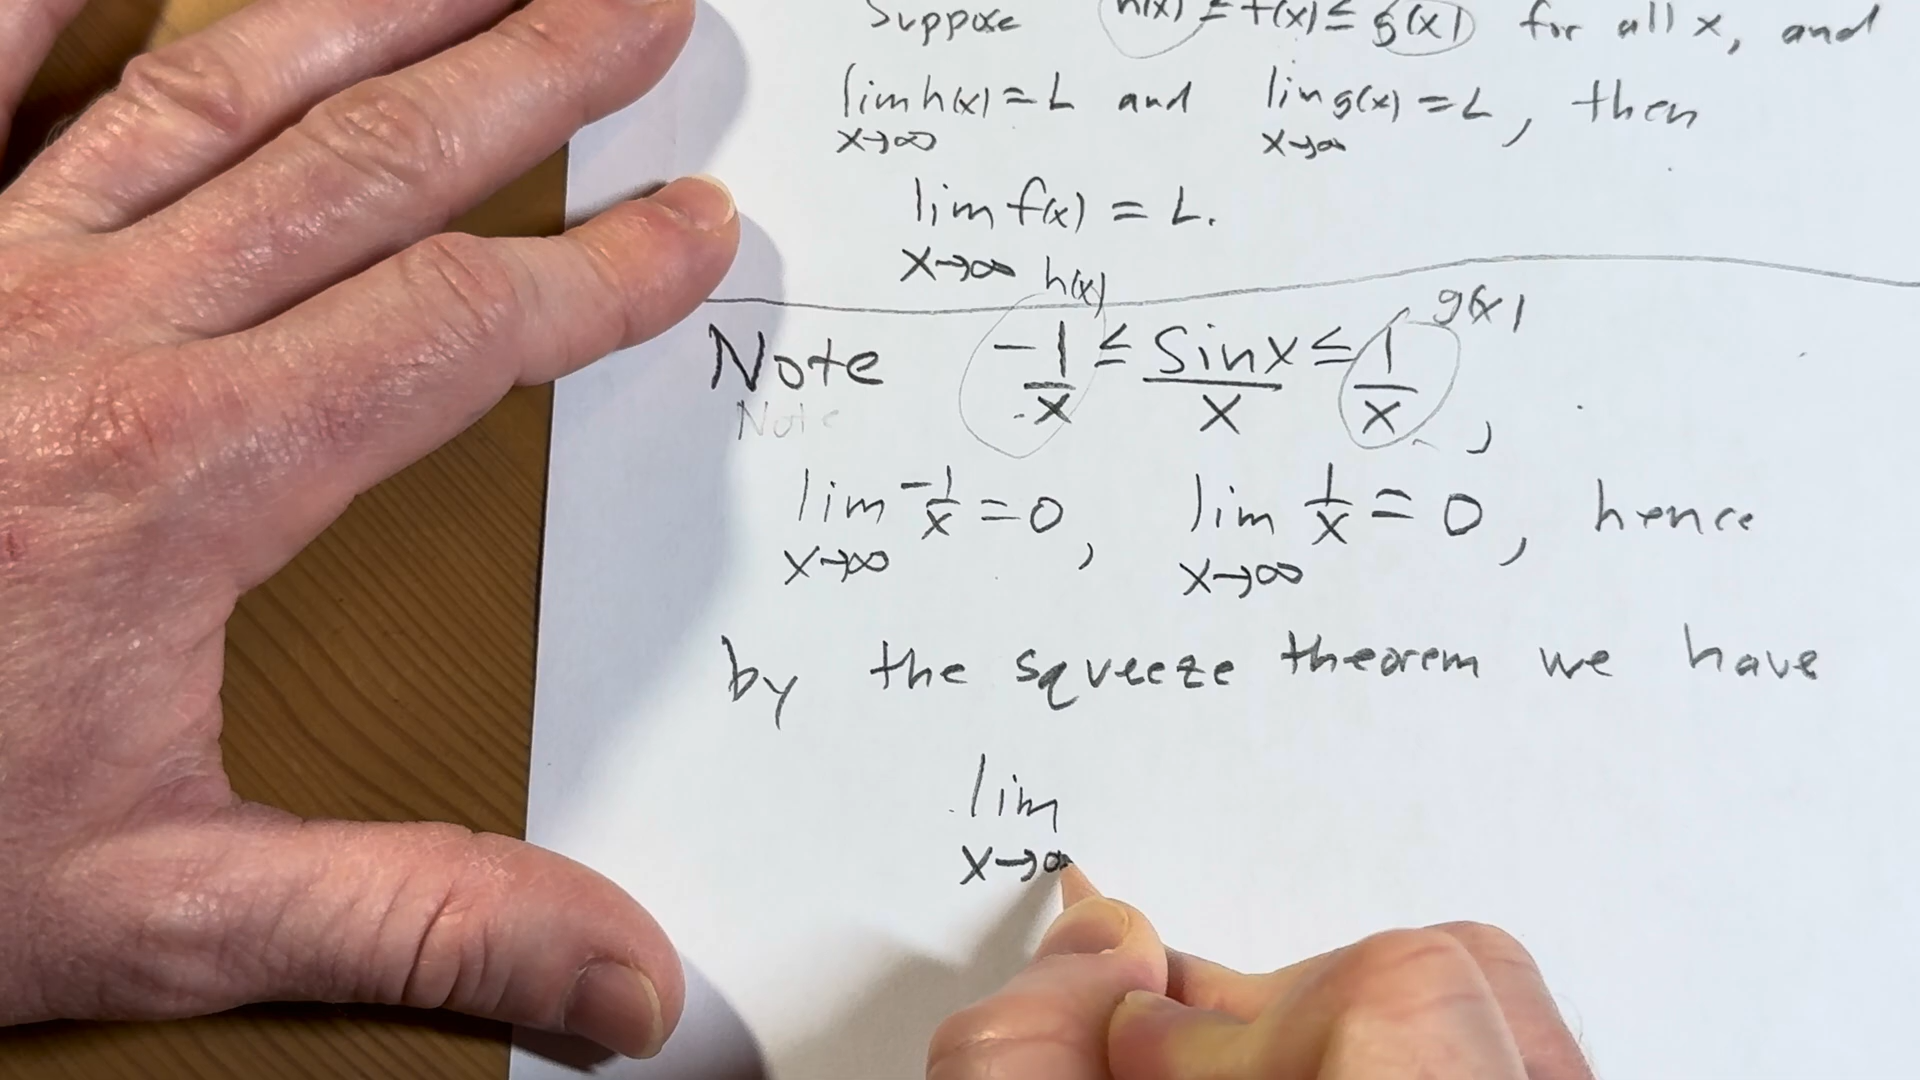 Suppose h(x) ≤ f(x) ≤ g(x) for all x, and
lim h(x) = L and lim g(x) = L, then
x→∞ x→∞
lim f(x) = L.
x→∞ h(x)
g(x)
Note -1/x ≤ Sinx/x ≤ 1/x,
Note
lim -1/x = 0, lim 1/x = 0, hence
x→∞ x→∞
by the squeeze theorem we have
lim
x→∞